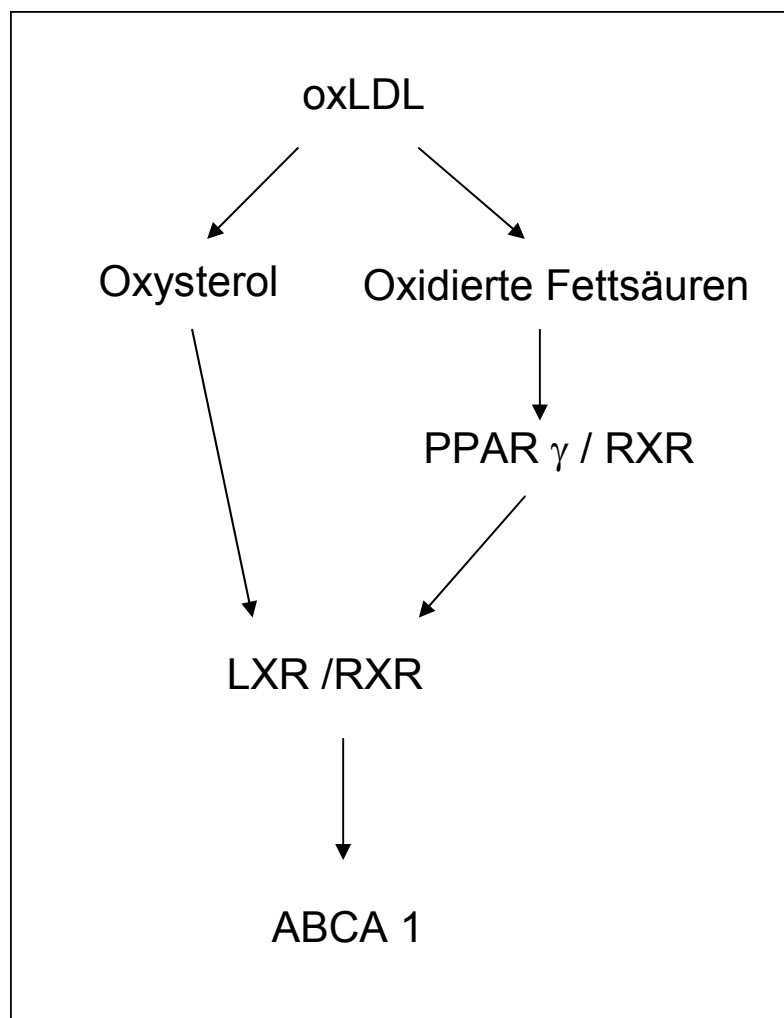 oxLDL
Oxysterol
Oxidierte Fettsäuren
PPAR γ / RXR
LXR /RXR
ABCA 1